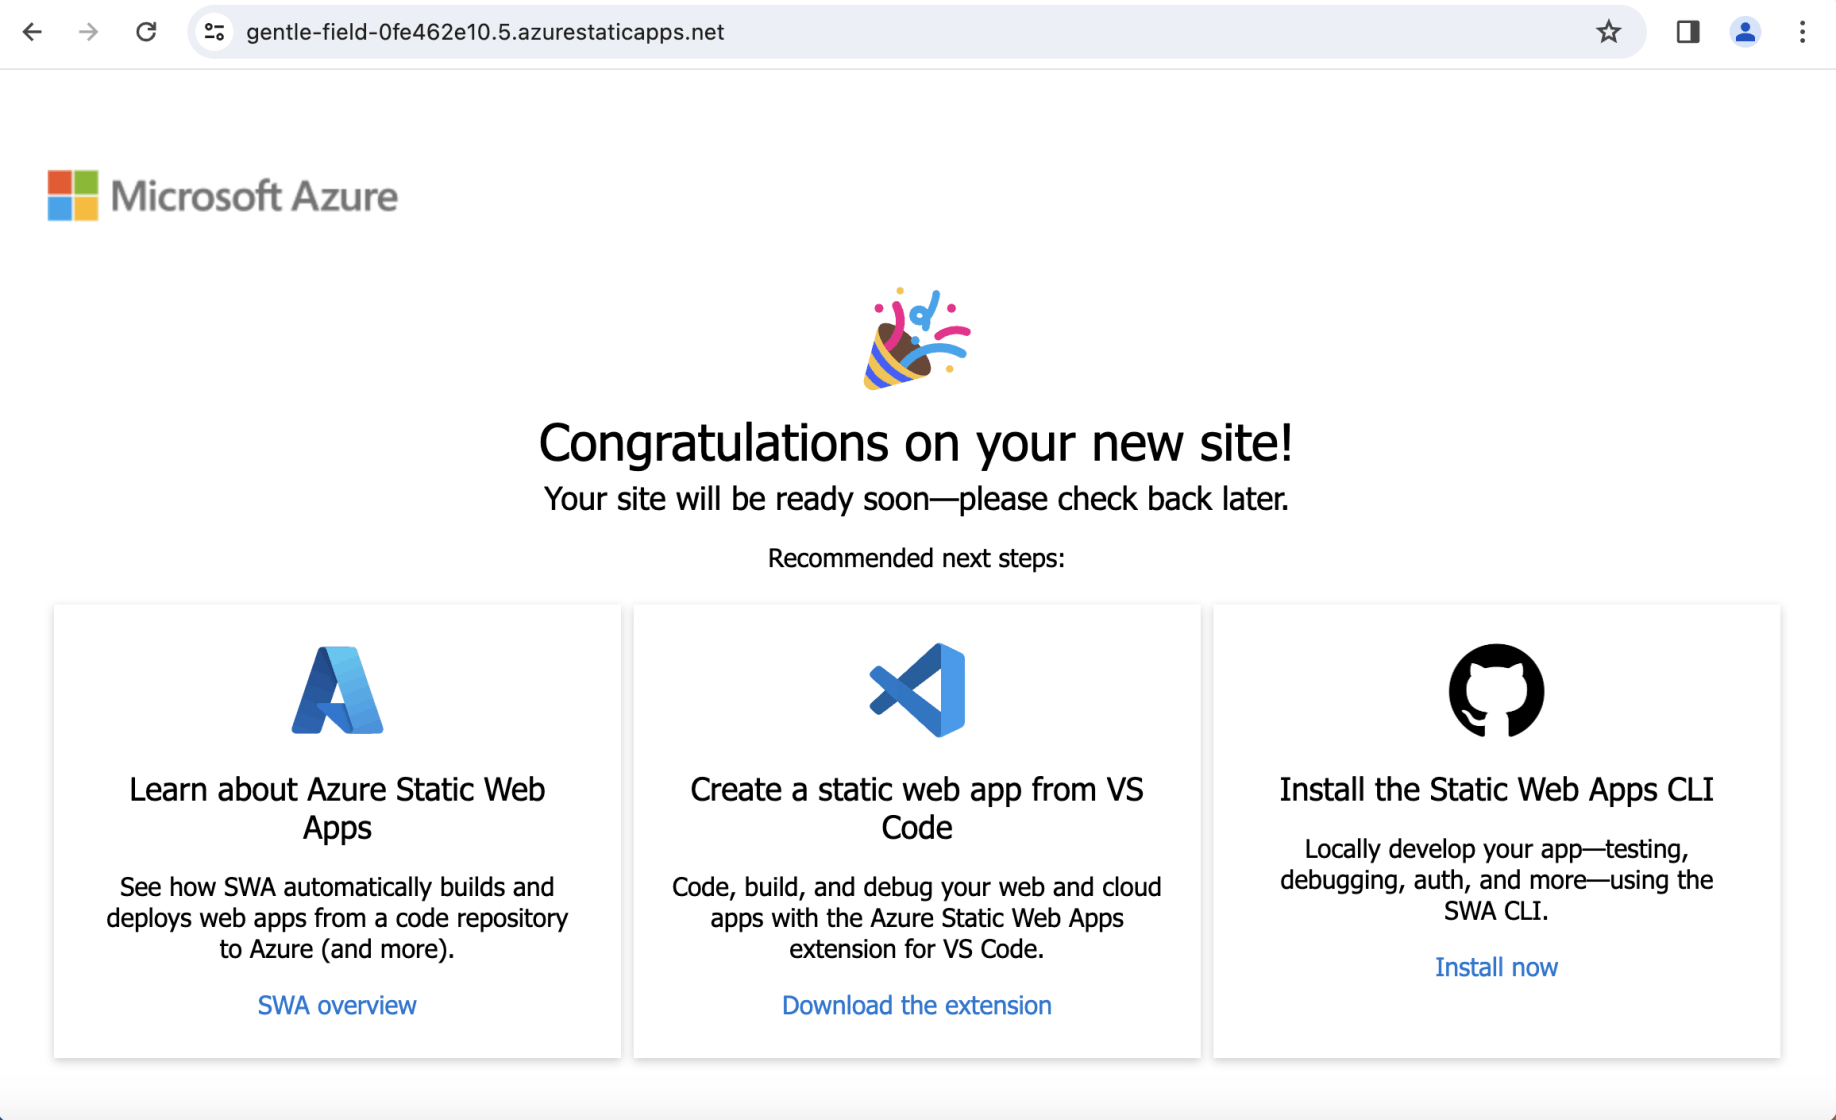 gentle-field-0fe462e10.5.azurestaticapps.net
Microsoft Azure
Congratulations on your new site!
Your site will be ready soon—please check back later.
Recommended next steps:
Learn about Azure Static Web
Apps
See how SWA automatically builds and
deploys web apps from a code repository
to Azure (and more).
SWA overview
Create a static web app from VS
Code
Code, build, and debug your web and cloud
apps with the Azure Static Web Apps
extension for VS Code.
Download the extension
Install the Static Web Apps CLI
Locally develop your app—testing,
debugging, auth, and more—using the
SWA CLI.
Install now